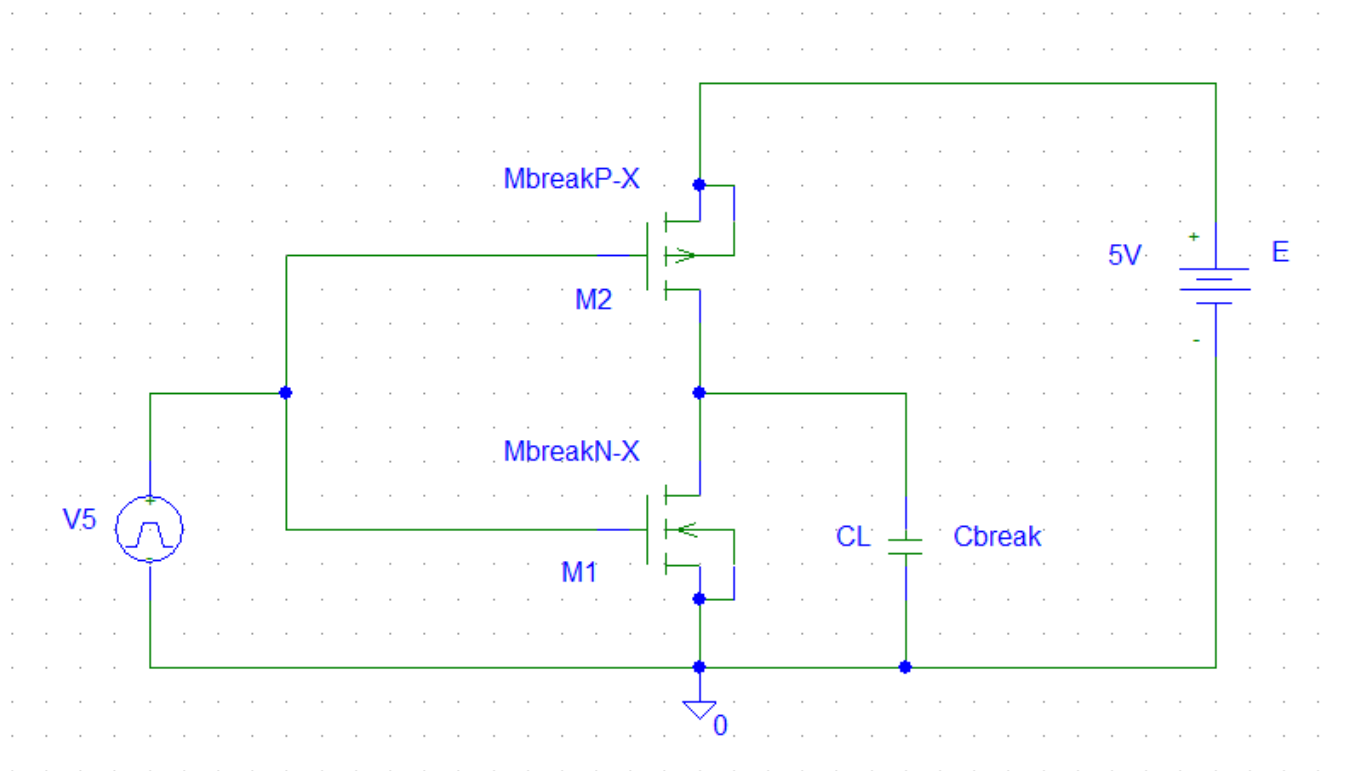 MbreakP-X
+
5V
E
M2
-
MbreakN-X
+
V5
-
CL
Cbreak
M1
0